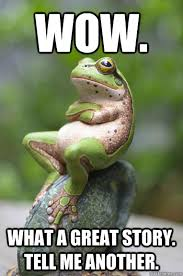 WOW.
WHAT A GREAT STORY.
TELL ME ANOTHER.